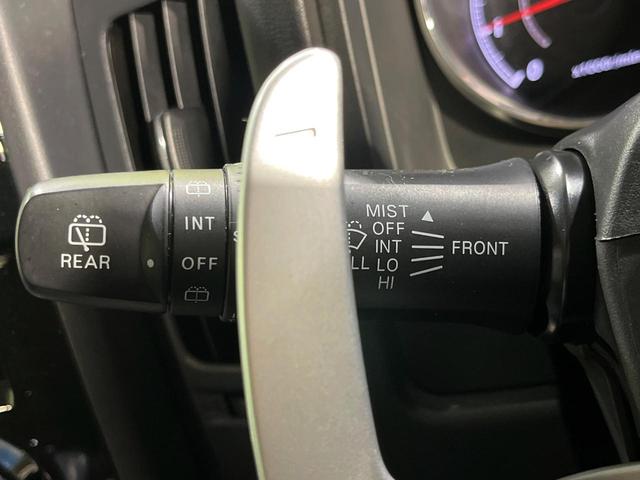 REAR
INT
OFF
MIST
OFF
INT
LO
HI
FRONT